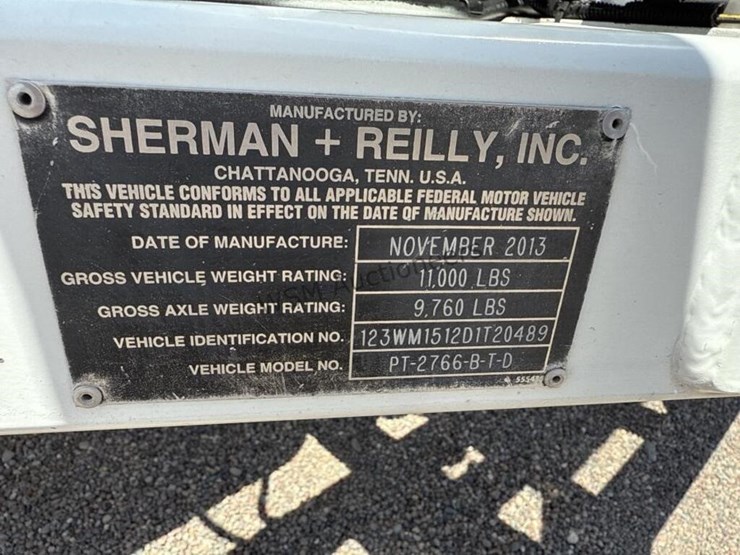 MANUFACTURED BY:
SHERMAN + REILLY, INC.
CHATTANOOGA, TENN. U.S.A.
THIS VEHICLE CONFORMS TO ALL APPLICABLE FEDERAL MOTOR VEHICLE
SAFETY STANDARD IN EFFECT ON THE DATE OF MANUFACTURE SHOWN.
DATE OF MANUFACTURE: NOVEMBER 2013
GROSS VEHICLE WEIGHT RATING: 11,000 LBS
GROSS AXLE WEIGHT RATING: 9,760 LBS
VEHICLE IDENTIFICATION NO. 123WM1512D1T20489
VEHICLE MODEL NO. PT-2766-B-T-D